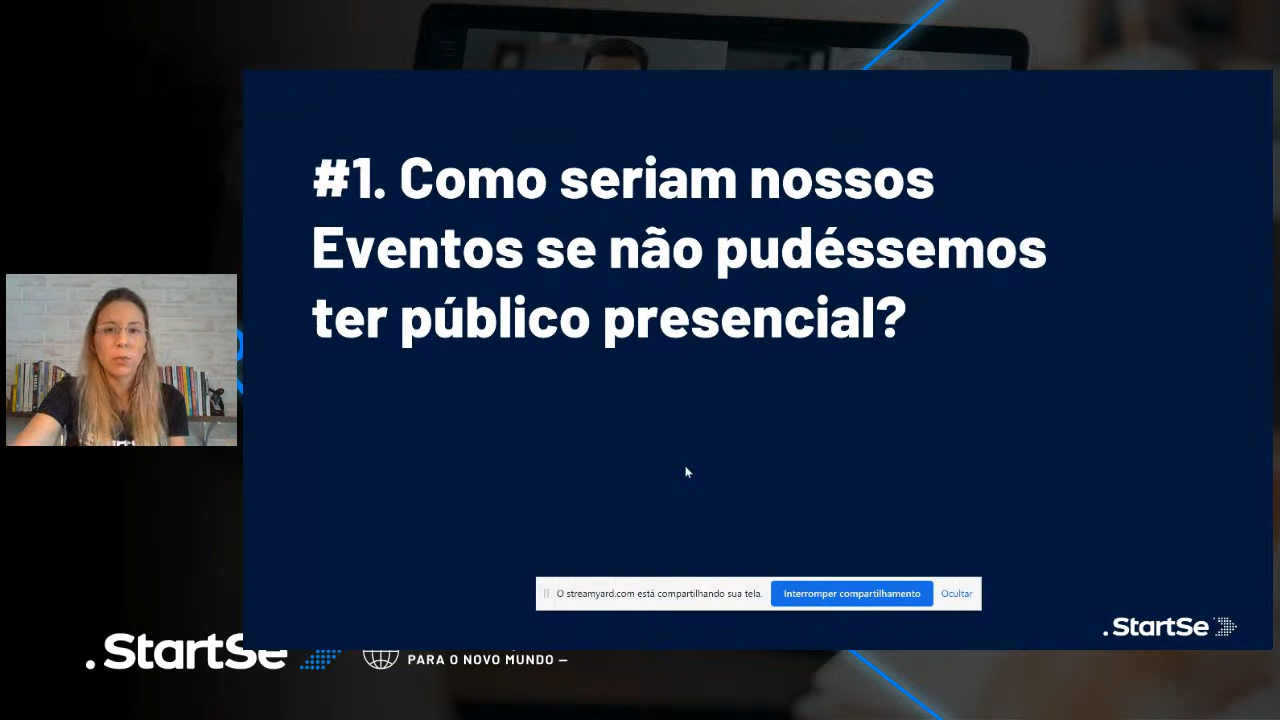 #1. Como seriam nossos
Eventos se não pudéssemos
ter público presencial?
O streamyard.com está compartilhando sua tela.
Interromper compartilhamento
Ocultar
.StartSe
.StartSe
PARA O NOVO MUNDO –